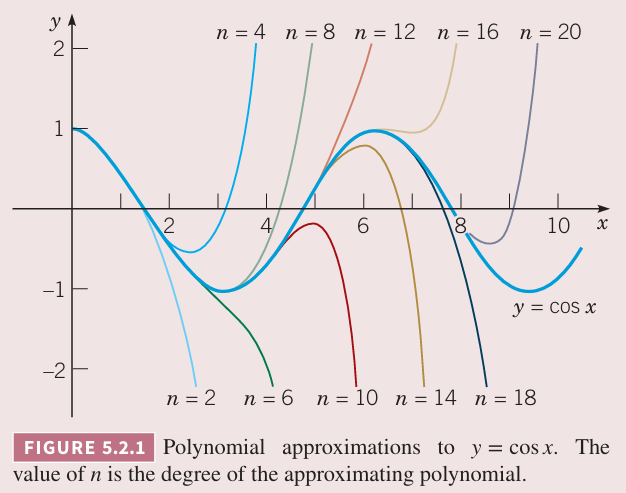 y
n = 4 n = 8 n = 12 n = 16 n = 20
2
1
2 4 6 8 10 x
−1
y = cos x
−2
n = 2 n = 6 n = 10 n = 14 n = 18
FIGURE 5.2.1 Polynomial approximations to y = cos x. The
value of n is the degree of the approximating polynomial.